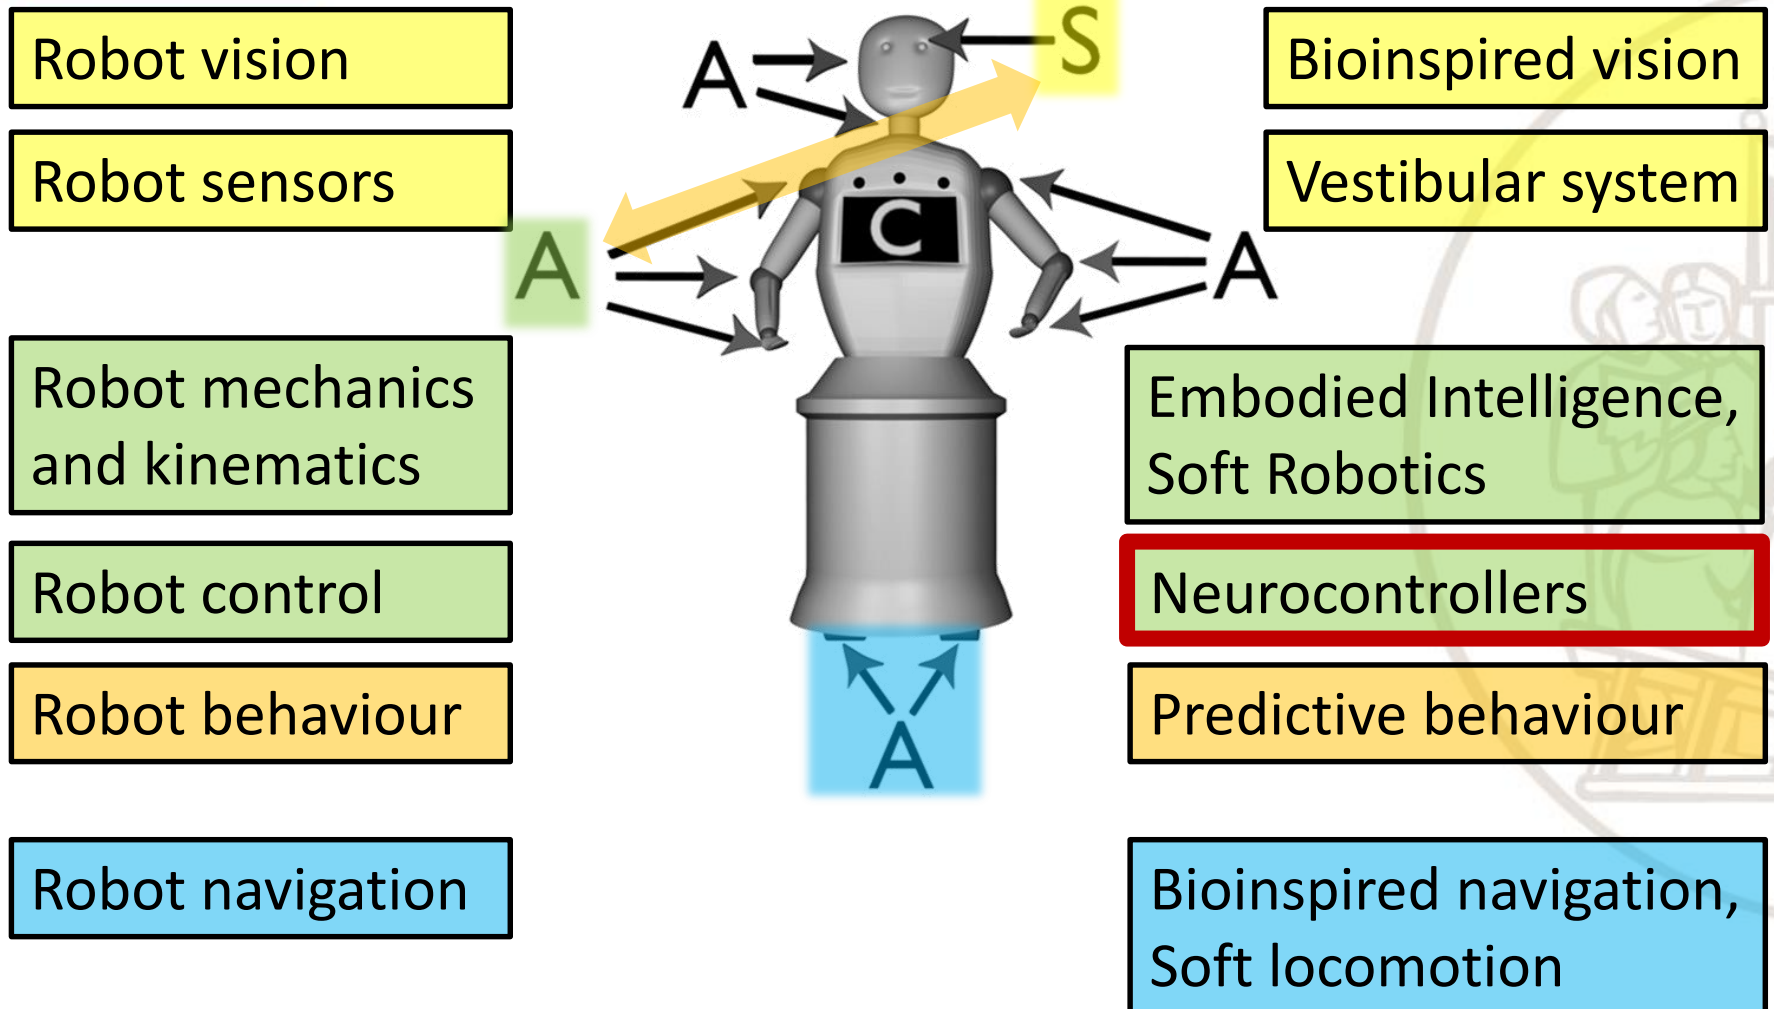 Robot vision
Robot sensors
Robot mechanics
and kinematics
Robot control
Robot behaviour
Robot navigation
A
S
A
C
A
A
Bioinspired vision
Vestibular system
Embodied Intelligence,
Soft Robotics
Neurocontrollers
Predictive behaviour
Bioinspired navigation,
Soft locomotion